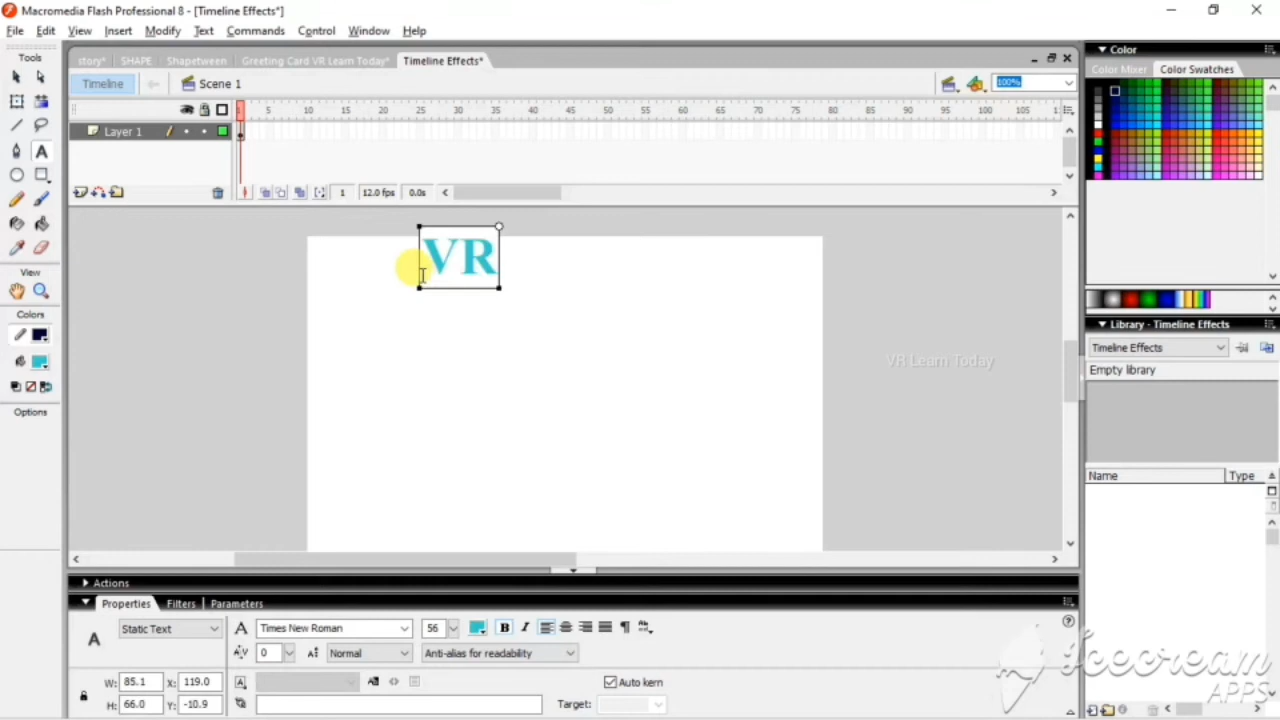 Macromedia Flash Professional 8 - [Timeline Effects*]
File Edit View Insert Modify Text Commands Control Window Help
Tools
story* SHAPE Shapetween Greeting Card VR Learn Today* Timeline Effects*
Timeline Scene 1 100%
5 10 15 20 25 30 35 40 45 50 55 60 65 70 75 80 85 90 95 100 105
Layer 1
1 12.0 fps 0.0s
VR
View
Colors
Options
Color
Color Mixer Color Swatches
Library - Timeline Effects
Timeline Effects
Empty library
VR Learn Today
Name Type
Actions
Properties Filters Parameters
A Static Text A Times New Roman 56 B I
A/V 0 Normal Anti-alias for readability
W: 85.1 X: 119.0 Auto kern
H: 66.0 Y: -10.9 Target:
Icecream
APPS